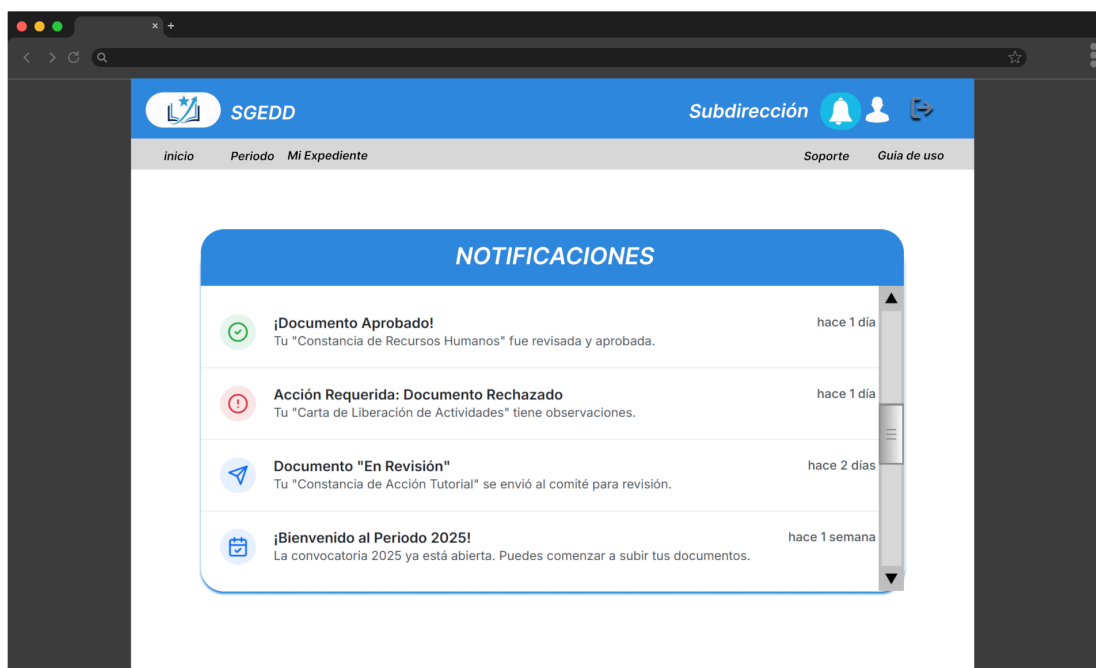 SGEDD
Subdirección
inicio Periodo Mi Expediente Soporte Guia de uso
NOTIFICACIONES
¡Documento Aprobado! hace 1 día
Tu "Constancia de Recursos Humanos" fue revisada y aprobada.
Acción Requerida: Documento Rechazado hace 1 día
Tu "Carta de Liberación de Actividades" tiene observaciones.
Documento "En Revisión" hace 2 días
Tu "Constancia de Acción Tutorial" se envió al comité para revisión.
¡Bienvenido al Periodo 2025! hace 1 semana
La convocatoria 2025 ya está abierta. Puedes comenzar a subir tus documentos.